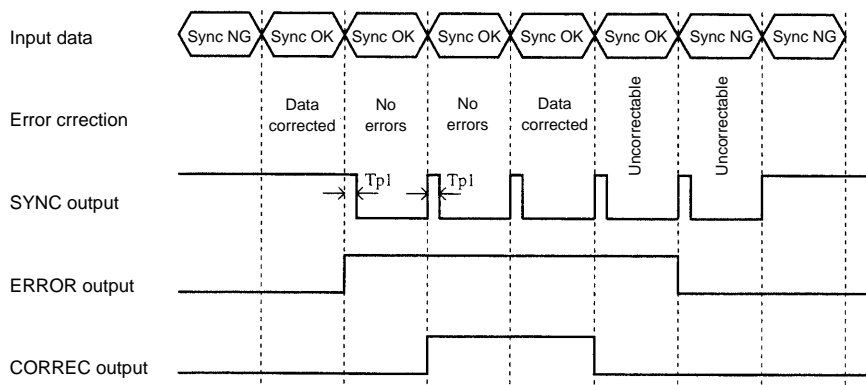 Input data
Sync NG Sync OK Sync OK Sync OK Sync OK Sync OK Sync NG Sync NG
Error crrection
Data corrected
No errors
No errors
Data corrected
Uncorrectable
Uncorrectable
Tp1
Tp1
SYNC output
ERROR output
CORREC output